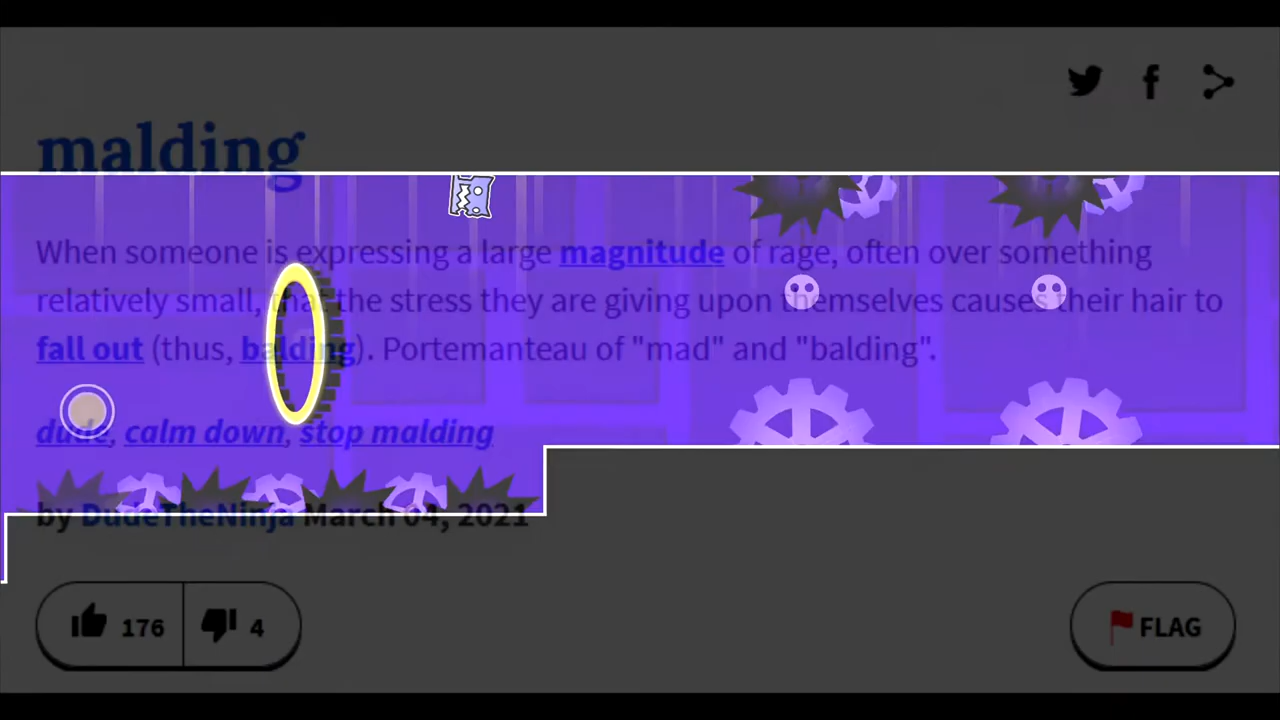 malding
When someone is expressing a large magnitude of rage, often over something
relatively small, that the stress they are giving upon themselves causes their hair to
fall out (thus, balding). Portemanteau of "mad" and "balding".
dude, calm down, stop malding
by DudeTheNinja March 04, 2021
176 4 FLAG